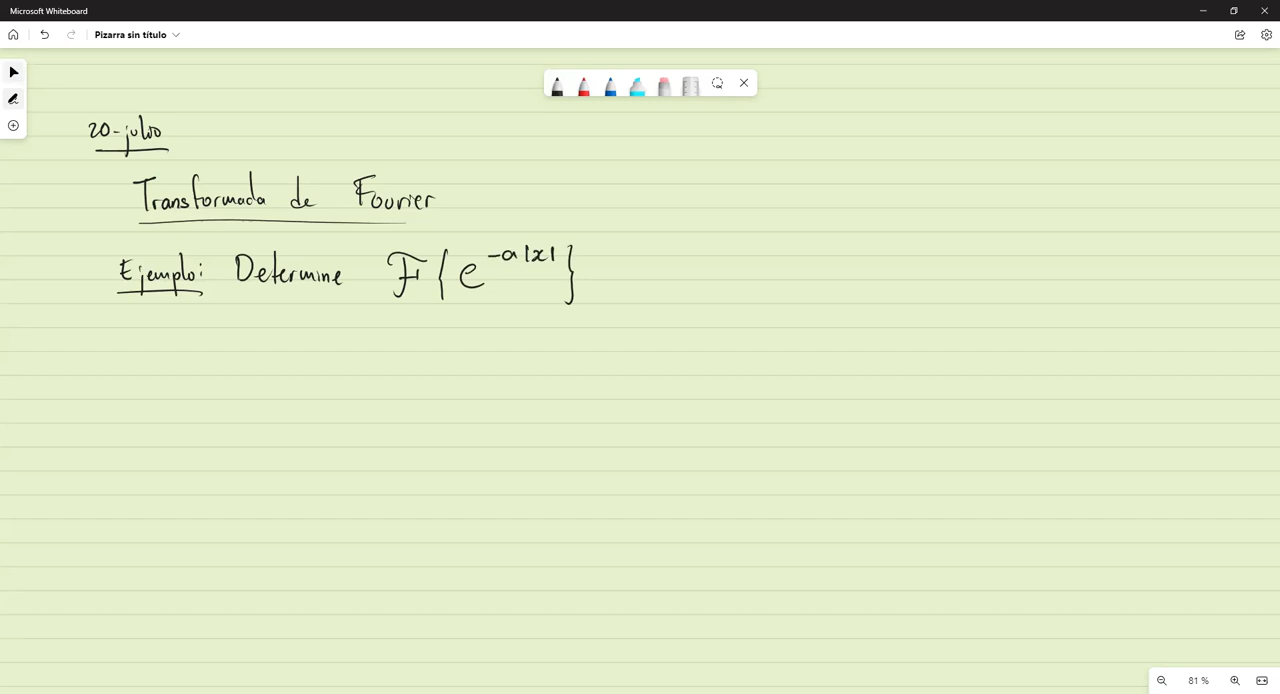 Microsoft Whiteboard
Pizarra sin título
20-julio
Transformada de Fourier
Ejemplo: Determine ℱ{e^{-a|x|}}
81 %